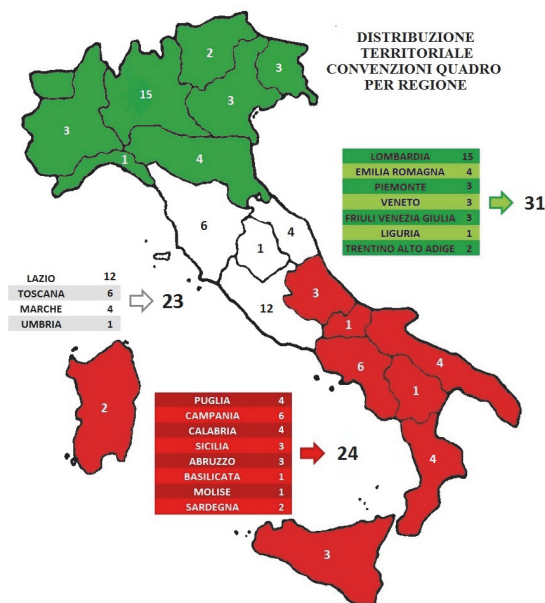 DISTRIBUZIONE
TERRITORIALE
CONVENZIONI QUADRO
PER REGIONE
2
3
15
3
3
1
4
LOMBARDIA 15
EMILIA ROMAGNA 4
PIEMONTE 3
VENETO 3
FRIULI VENEZIA GIULIA 3
LIGURIA 1
TRENTINO ALTO ADIGE 2
31
6
4
1
12
LAZIO 12
TOSCANA 6
MARCHE 4
UMBRIA 1
23
3
1
6
4
1
2
4
3
PUGLIA 4
CAMPANIA 6
CALABRIA 4
SICILIA 3
ABRUZZO 3
BASILICATA 1
MOLISE 1
SARDEGNA 2
24